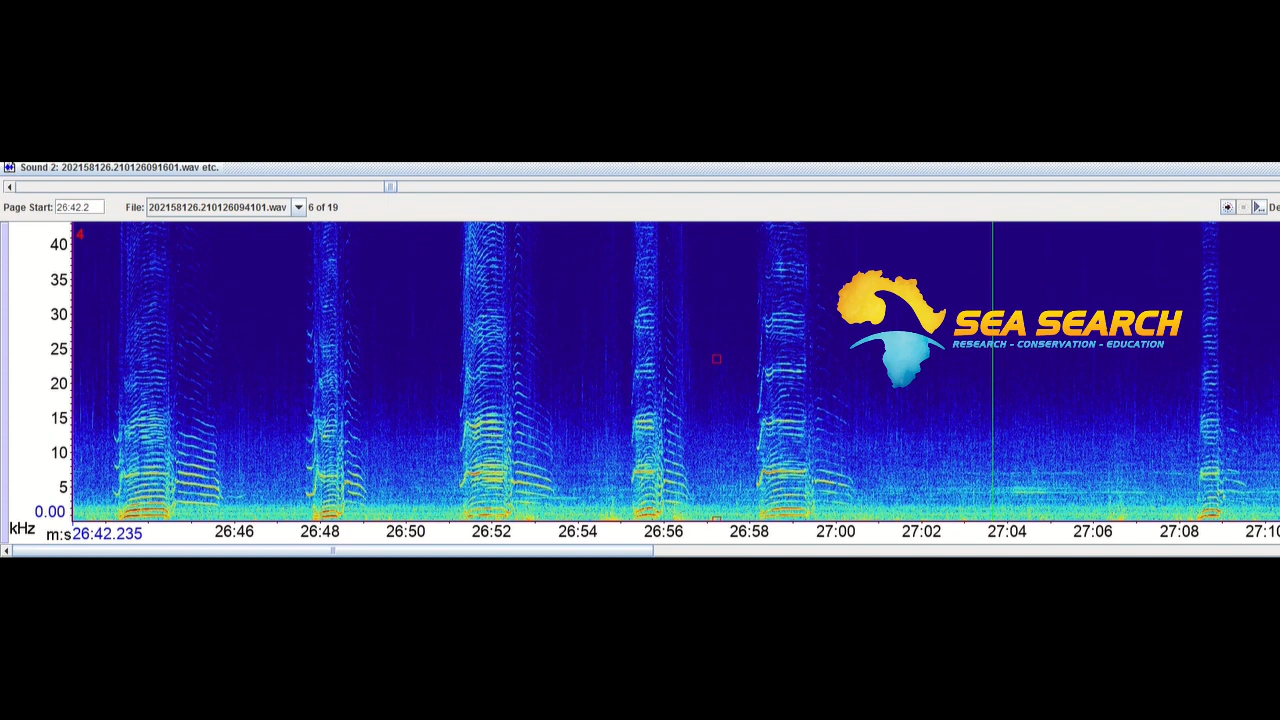 Sound 2: 202158126.210126091601.wav etc.
Page Start: 26:42.2 File: 202158126.210126094101.wav 6 of 19 De
4
40
35
30
25
20
15
10
5
0.00
kHz
m:s 26:42.235 26:46 26:48 26:50 26:52 26:54 26:56 26:58 27:00 27:02 27:04 27:06 27:08 27:10
SEA SEARCH
RESEARCH - CONSERVATION - EDUCATION